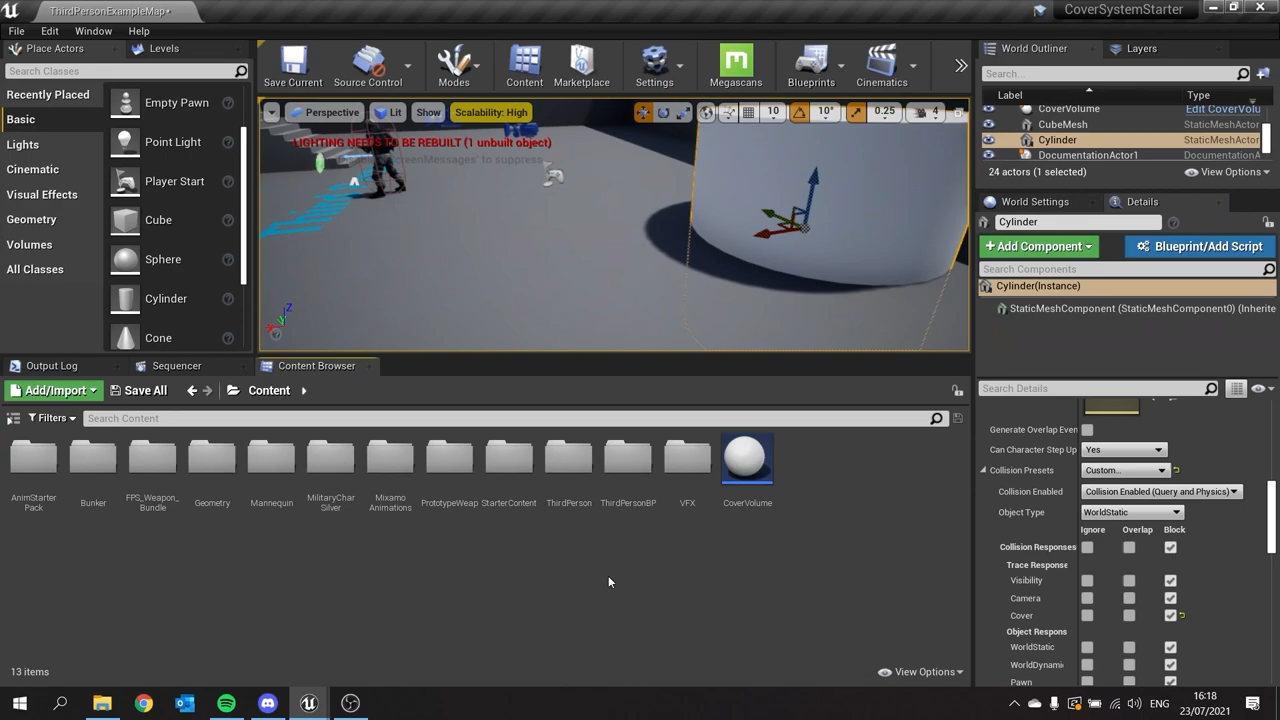 ThirdPersonExampleMap•
CoverSystemStarter
File Edit Window Help
Place Actors Levels
Search Classes
Recently Placed
Basic
Lights
Cinematic
Visual Effects
Geometry
Volumes
All Classes
Empty Pawn
Point Light
Player Start
Cube
Sphere
Cylinder
Cone
Save Current Source Control Modes Content Marketplace Settings Megascans Blueprints Cinematics
Perspective Lit Show Scalability: High 10 10° 0.25 4
LIGHTING NEEDS TO BE REBUILT (1 unbuilt object)
ScreenMessages' to suppress
Z
World Outliner Layers
Search...
Label Type
CoverVolume Edit CoverVolu
CubeMesh StaticMeshActor
Cylinder StaticMeshActor
DocumentationActor1 DocumentationA
24 actors (1 selected) View Options
World Settings Details
Cylinder
Add Component Blueprint/Add Script
Search Components
Cylinder(Instance)
StaticMeshComponent (StaticMeshComponent0) (Inherite
Search Details
Generate Overlap Even
Can Character Step Up Yes
Collision Presets Custom...
Collision Enabled Collision Enabled (Query and Physics)
Object Type WorldStatic
Ignore Overlap Block
Collision Responses
Trace Response
Visibility
Camera
Cover
Object Respons
WorldStatic
WorldDynami
Pawn
Output Log Sequencer Content Browser
Add/Import Save All Content
Filters Search Content
AnimStarter
Pack
Bunker
FPS_Weapon_
Bundle
Geometry
Mannequin
MilitaryChar
Silver
Mixamo
Animations
PrototypeWeap
StarterContent
ThirdPerson
ThirdPersonBP
VFX
CoverVolume
13 items View Options
ENG
16:18
23/07/2021